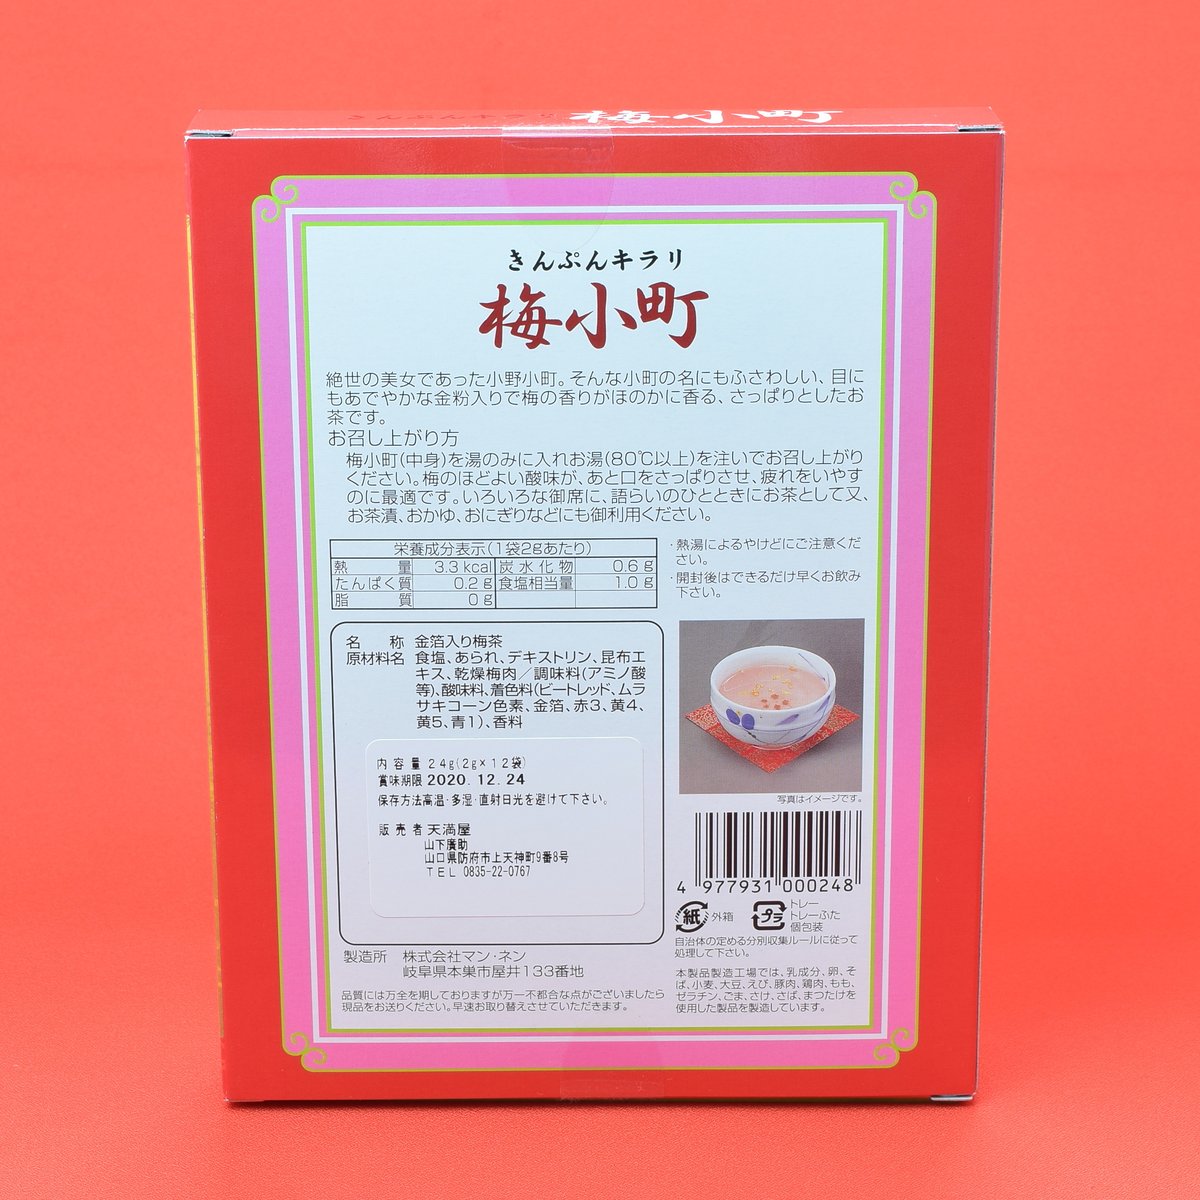 きんぷんキラリ 梅小町
きんぷんキラリ
梅小町
絶世の美女であった小野小町。そんな小町の名にもふさわしい、目に
もあでやかな金粉入りで梅の香りがほのかに香る、さっぱりとしたお
茶です。
お召し上がり方
梅小町(中身)を湯のみに入れお湯(80℃以上)を注いでお召し上がり
ください。梅のほどよい酸味が、あと口をさっぱりさせ、疲れをいやす
のに最適です。いろいろな御席に、語らいのひとときにお茶として又、
お茶漬、おかゆ、おにぎりなどにも御利用ください。
栄養成分表示(1袋2gあたり)
熱量 3.3kcal 炭水化物 0.6g
たんぱく質 0.2g 食塩相当量 1.0g
脂質 0g
・熱湯によるやけどにご注意くだ
さい。
・開封後はできるだけ早くお飲み
下さい。
名称 金箔入り梅茶
原材料名 食塩、あられ、デキストリン、昆布エ
キス、乾燥梅肉／調味料(アミノ酸
等)、酸味料、着色料(ビートレッド、ムラ
サキコーン色素、金箔、赤3、黄4、
黄5、青1)、香料
内容量 24g(2g×12袋)
賞味期限 2020.12.24
保存方法高温・多湿・直射日光を避けて下さい。
販売者 天満屋
山下廣助
山口県防府市上天神町9番8号
TEL 0835-22-0767
写真はイメージです。
4 977931 000248
紙 外箱
プラ トレー
トレーふた
個包装
自治体の定める分別収集ルールに従って
処理して下さい。
製造所 株式会社マン・ネン
岐阜県本巣市屋井133番地
品質には万全を期しておりますが万一不都合な点がございましたら
現品をお送りください。早速お取り替えさせていただきます。
本製品製造工場では、乳成分、卵、そ
ば、小麦、大豆、えび、豚肉、鶏肉、もも、
ゼラチン、ごま、さけ、さば、まつたけを
使用した製品を製造しています。